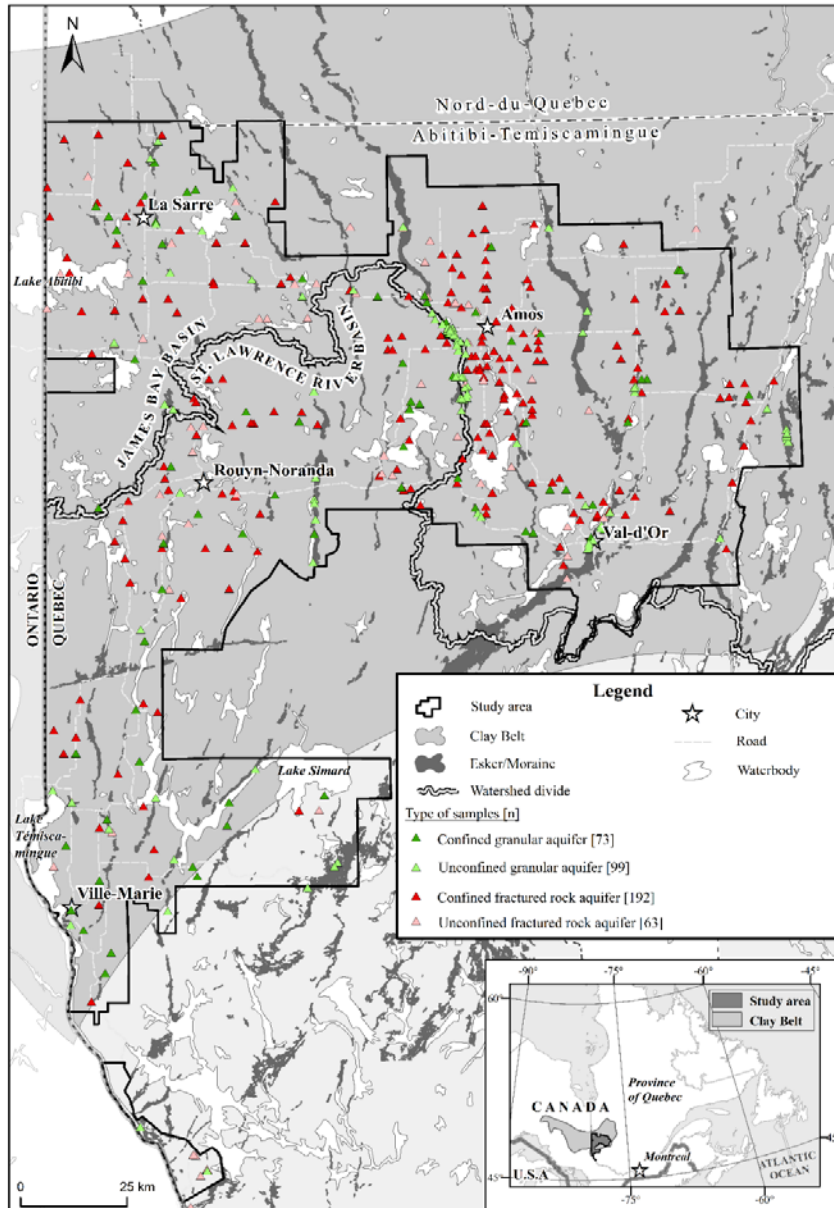 N
Nord-du-Quebec
Abitibi-Temiscamingue
La Sarre
Lake Abitibi
Amos
JAMES BAY BASIN
ST. LAWRENCE RIVER BASIN
Rouyn-Noranda
Val-d'Or
ONTARIO
QUEBEC
Legend
Study area
City
Clay Belt
Road
Esker/Moraine
Waterbody
Watershed divide
Type of samples [n]
Confined granular aquifer [73]
Unconfined granular aquifer [99]
Confined fractured rock aquifer [192]
Unconfined fractured rock aquifer [63]
Lake Simard
Lake
Témisca-
mingue
Ville-Marie
-90°
-75°
-60°
-45°
60°
Study area
Clay Belt
Province
of Quebec
CANADA
Montreal
45°
U.S.A
ATLANTIC
OCEAN
45°
-75°
-60°
0
25 km